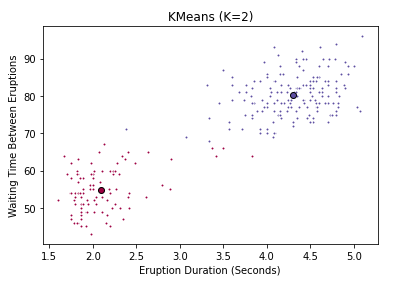 KMeans (K=2)
Waiting Time Between Eruptions
90
80
70
60
50
1.5 2.0 2.5 3.0 3.5 4.0 4.5 5.0
Eruption Duration (Seconds)